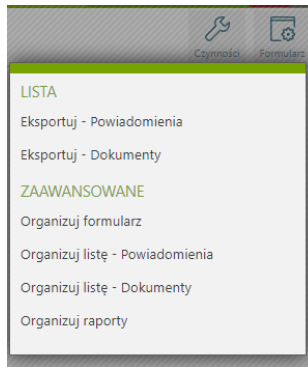 Czynności Formularz
LISTA
Eksportuj - Powiadomienia
Eksportuj - Dokumenty
ZAAWANSOWANE
Organizuj formularz
Organizuj listę - Powiadomienia
Organizuj listę - Dokumenty
Organizuj raporty